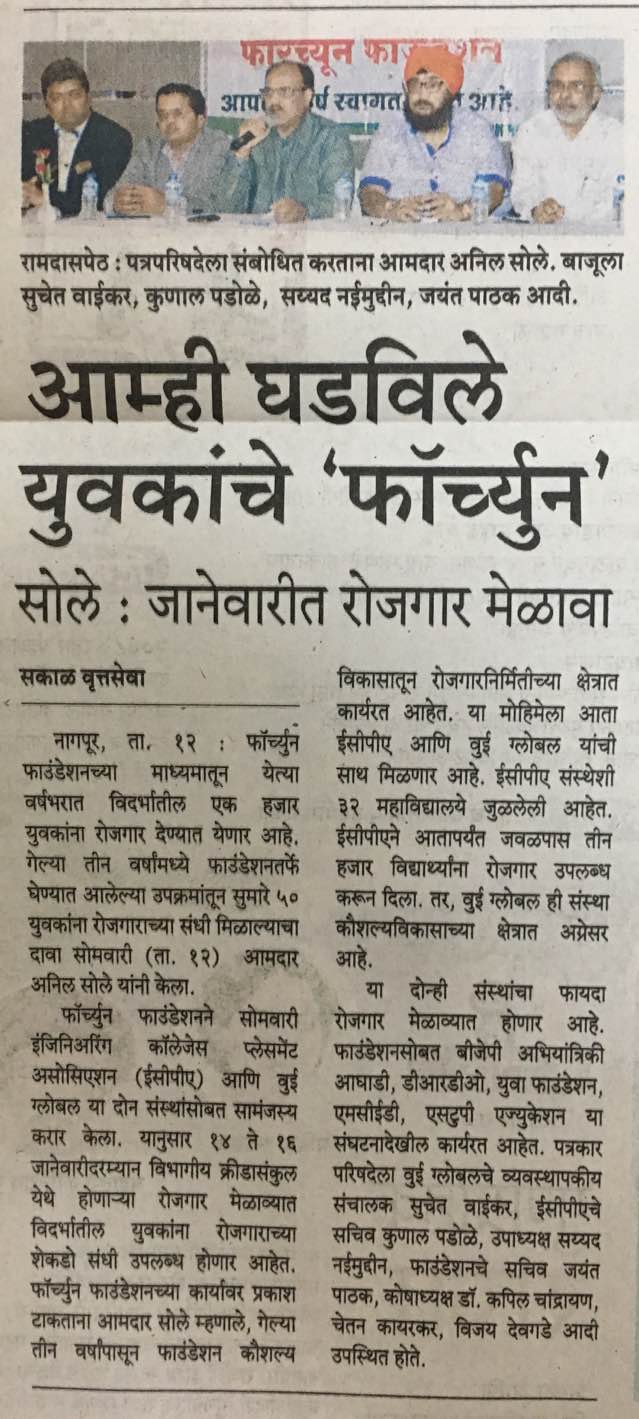 फॉरच्यून फाउंडेशन
आप स्वागत आहे.
रामदासपेठ : पत्रपरिषदेला संबोधित करताना आमदार अनिल सोले. बाजूला
सुचेत वाईकर, कुणाल पडोळे, सय्यद नईमुद्दीन, जयंत पाठक आदी.
आम्ही घडविले
युवकांचे ‘फॉर्च्युन’
सोले : जानेवारीत रोजगार मेळावा
सकाळ वृत्तसेवा
नागपूर, ता. १२ : फॉर्च्युन
फाउंडेशनच्या माध्यमातून येत्या
वर्षभरात विदर्भातील एक हजार
युवकांना रोजगार देण्यात येणार आहे.
गेल्या तीन वर्षांमध्ये फाउंडेशनतर्फे
घेण्यात आलेल्या उपक्रमांतून सुमारे ५०
युवकांना रोजगाराच्या संधी मिळाल्याचा
दावा सोमवारी (ता. १२) आमदार
अनिल सोले यांनी केला.
फॉर्च्युन फाउंडेशनने सोमवारी
इंजिनिअरिंग कॉलेजेस प्लेसमेंट
असोसिएशन (ईसीपीए) आणि वुई
ग्लोबल या दोन संस्थांसोबत सामंजस्य
करार केला. यानुसार १४ ते १६
जानेवारीदरम्यान विभागीय क्रीडासंकुल
येथे होणाऱ्या रोजगार मेळाव्यात
विदर्भातील युवकांना रोजगाराच्या
शेकडो संधी उपलब्ध होणार आहेत.
फॉर्च्युन फाउंडेशनच्या कार्यावर प्रकाश
टाकताना आमदार सोले म्हणाले, गेल्या
तीन वर्षांपासून फाउंडेशन कौशल्य
विकासातून रोजगारनिर्मितीच्या क्षेत्रात
कार्यरत आहेत. या मोहिमेला आता
ईसीपीए आणि वुई ग्लोबल यांची
साथ मिळणार आहे. ईसीपीए संस्थेशी
३२ महाविद्यालये जुळलेली आहेत.
ईसीपीएने आतापर्यंत जवळपास तीन
हजार विद्यार्थ्यांना रोजगार उपलब्ध
करून दिला. तर, वुई ग्लोबल ही संस्था
कौशल्यविकासाच्या क्षेत्रात अग्रेसर
आहे.
या दोन्ही संस्थांचा फायदा
रोजगार मेळाव्यात होणार आहे.
फाउंडेशनसोबत बीजेपी अभियांत्रिकी
आघाडी, डीआरडीओ, युवा फाउंडेशन,
एमसीईडी, एसटुपी एज्युकेशन या
संघटनादेखील कार्यरत आहेत. पत्रकार
परिषदेला वुई ग्लोबलचे व्यवस्थापकीय
संचालक सुचेत वाईकर, ईसीपीएचे
सचिव कुणाल पडोळे, उपाध्यक्ष सय्यद
नईमुद्दीन, फाउंडेशनचे सचिव जयंत
पाठक, कोषाध्यक्ष डॉ. कपिल चांद्रायण,
चेतन कायरकर, विजय देवगडे आदी
उपस्थित होते.